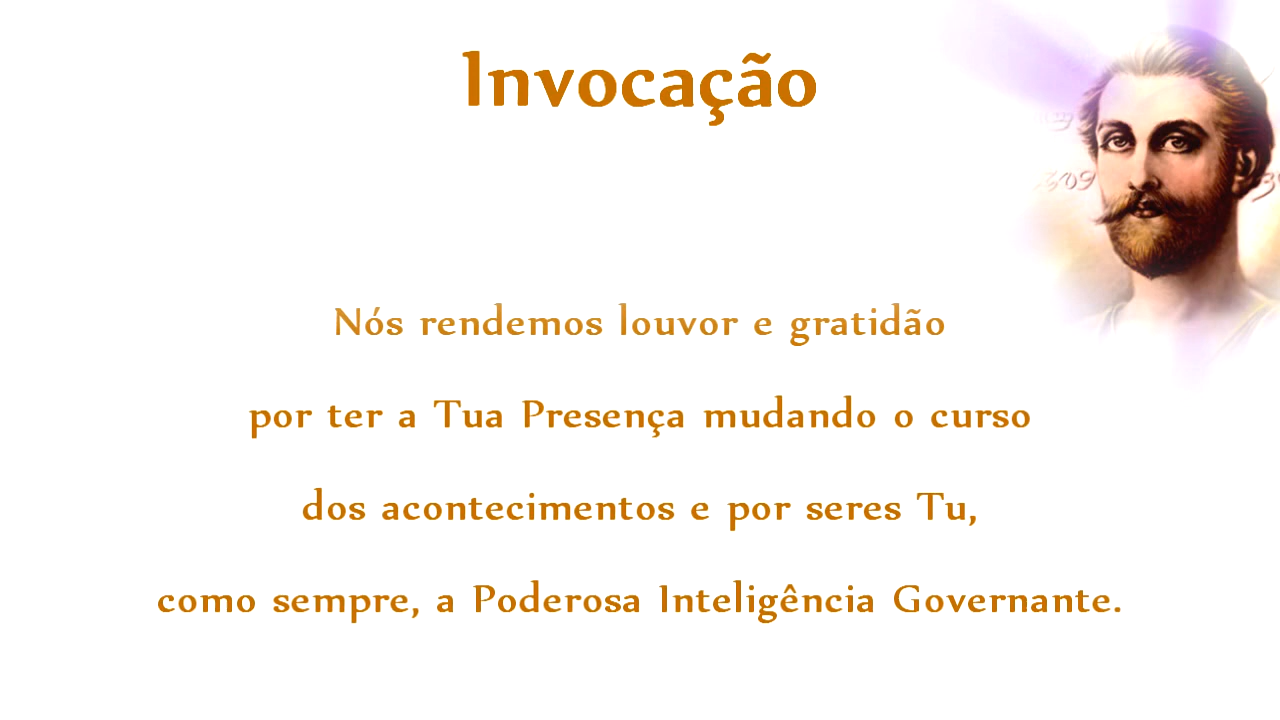 Invocação
Nós rendemos louvor e gratidão
por ter a Tua Presença mudando o curso
dos acontecimentos e por seres Tu,
como sempre, a Poderosa Inteligência Governante.